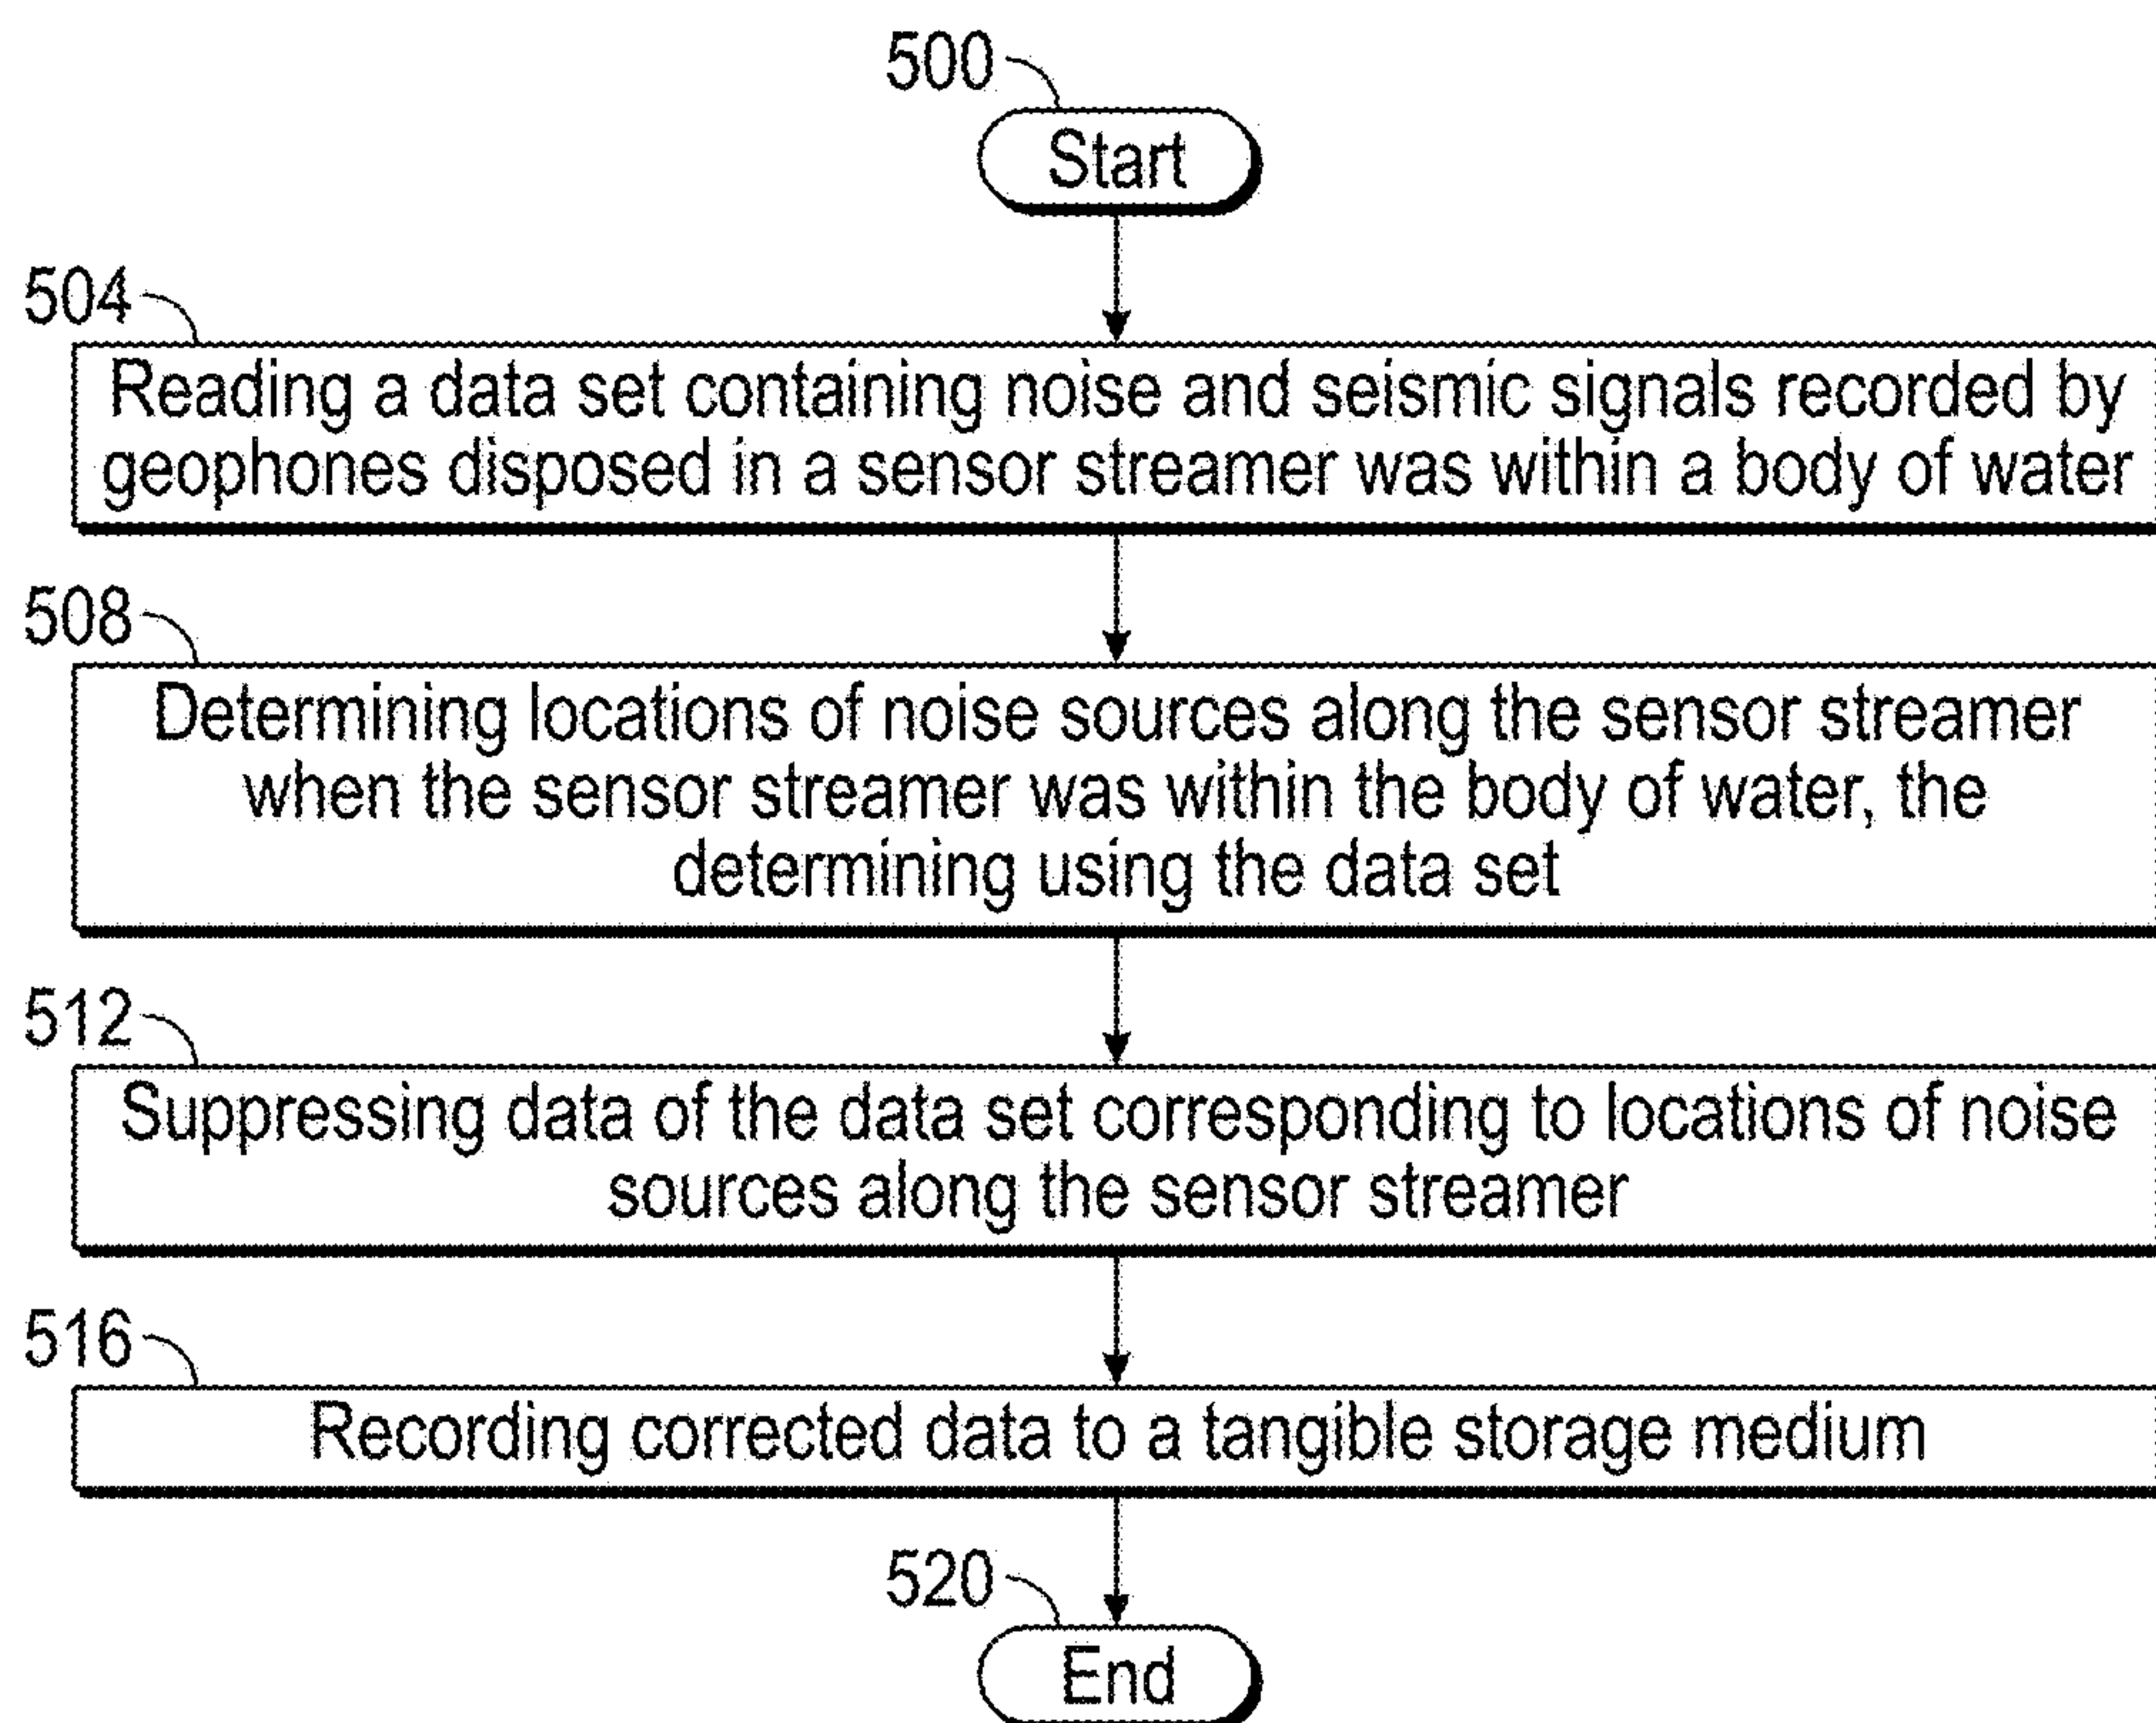 500
Start
504
Reading a data set containing noise and seismic signals recorded by
geophones disposed in a sensor streamer was within a body of water
508
Determining locations of noise sources along the sensor streamer
when the sensor streamer was within the body of water, the
determining using the data set
512
Suppressing data of the data set corresponding to locations of noise
sources along the sensor streamer
516
Recording corrected data to a tangible storage medium
520
End